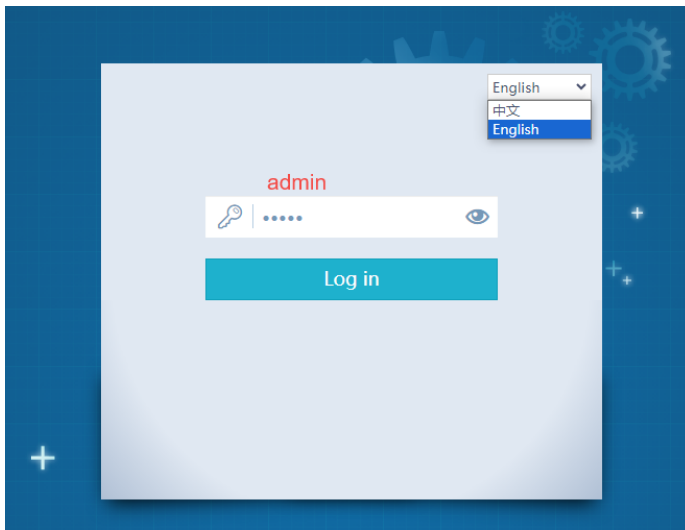 English
中文
English
admin
•••••
Log in